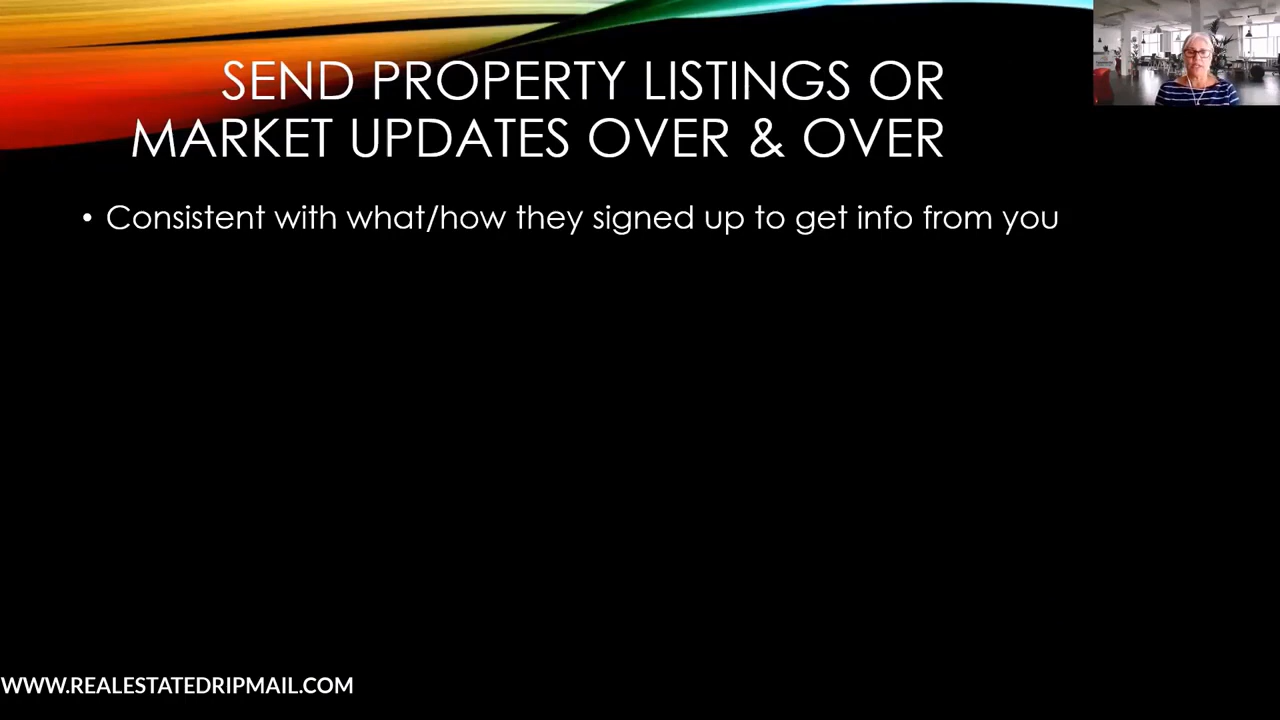 SEND PROPERTY LISTINGS OR
MARKET UPDATES OVER & OVER
• Consistent with what/how they signed up to get info from you
WWW.REALESTATEDRIPMAIL.COM